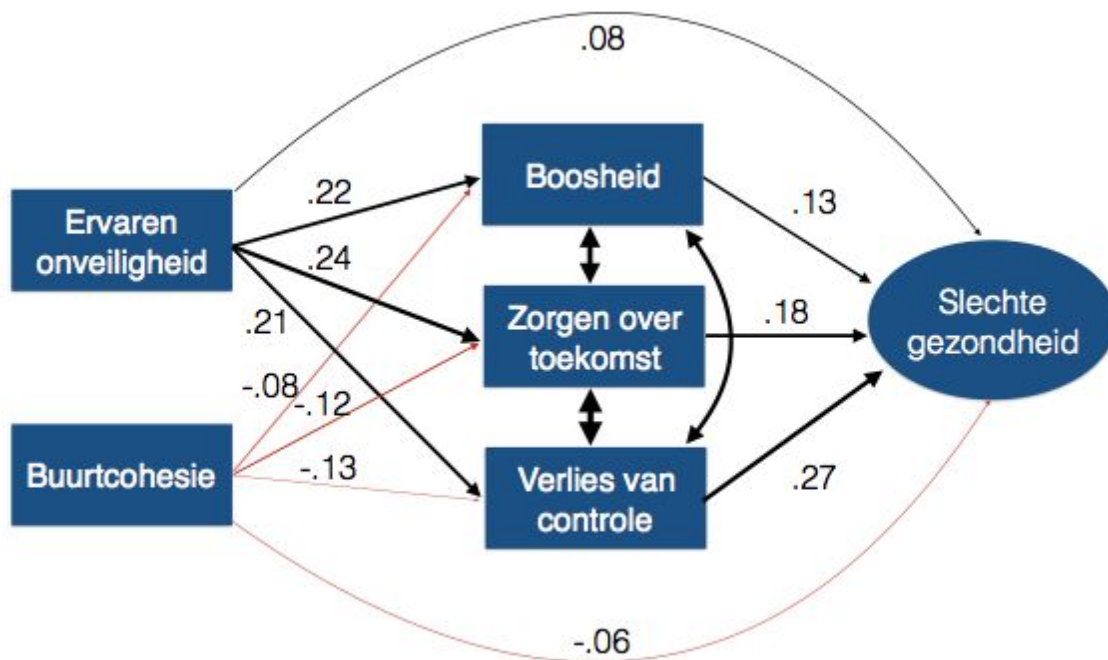 .08
Boosheid
.22
.13
Ervaren
onveiligheid
.24
Slechte
gezondheid
Zorgen over
toekomst
.18
.21
-.08
-.12
Buurtcohesie
-.13
Verlies van
controle
.27
-.06